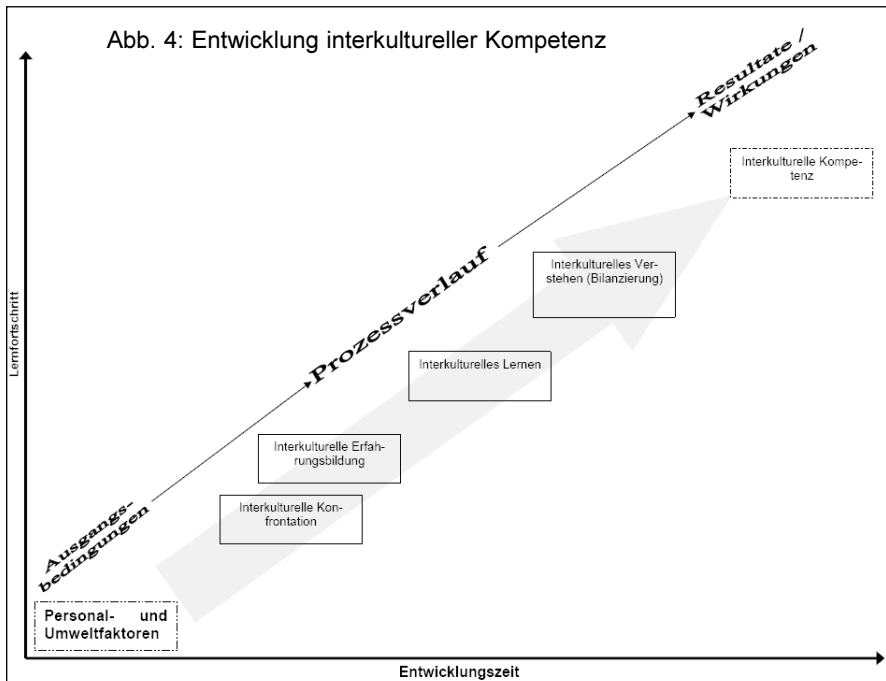 Abb. 4: Entwicklung interkultureller Kompetenz
Resultate /
Wirkungen
Interkulturelle Kompe-
tenz
Prozessverlauf
Interkulturelles Ver-
stehen (Bilanzierung)
Lernfortschritt
Interkulturelles Lernen
Interkulturelle Erfah-
rungsbildung
Interkulturelle Kon-
frontation
Ausgangs-
bedingungen
Personal- und
Umweltfaktoren
Entwicklungszeit